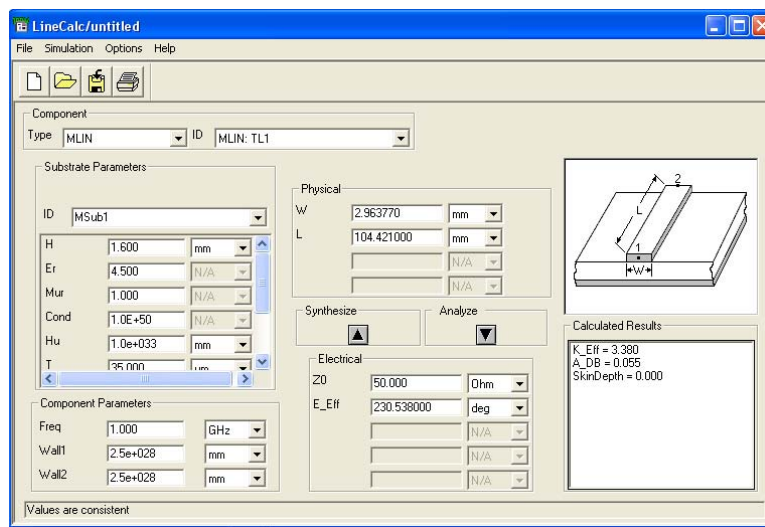 LineCalc/untitled
File Simulation Options Help
Component
Type MLIN ID MLIN: TL1
Substrate Parameters
ID MSub1
H 1.600 mm
Er 4.500 N/A
Mur 1.000 N/A
Cond 1.0E+50 N/A
Hu 1.0e+033 mm
T 35.000 um
Component Parameters
Freq 1.000 GHz
Wall1 2.5e+028 mm
Wall2 2.5e+028 mm
Physical
W 2.963770 mm
L 104.421000 mm
N/A
N/A
Synthesize Analyze
Electrical
Z0 50.000 Ohm
E_Eff 230.538000 deg
N/A
N/A
N/A
2
L
1
W
Calculated Results
K_Eff = 3.380
A_DB = 0.055
SkinDepth = 0.000
Values are consistent